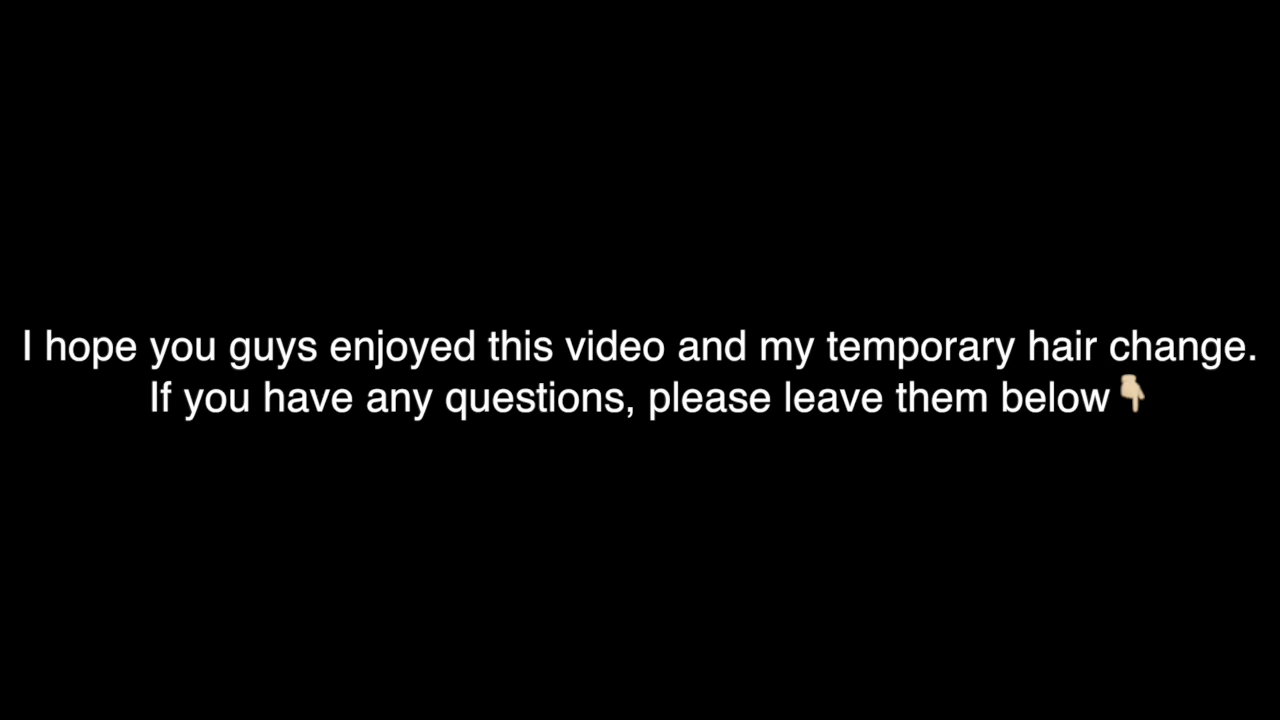 I hope you guys enjoyed this video and my temporary hair change.
If you have any questions, please leave them below👇🏼